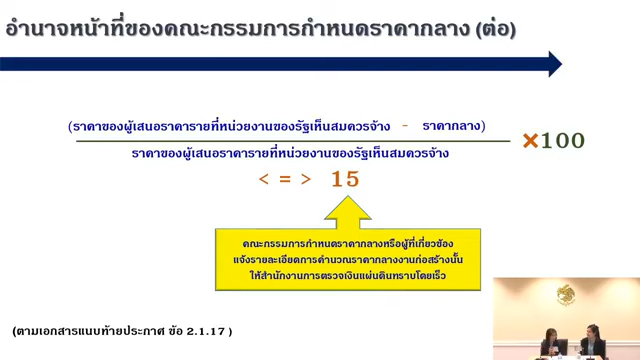 อำนาจหน้าที่ของคณะกรรมการกำหนดราคากลาง (ต่อ)
(ราคาของผู้เสนอราคารายที่หน่วยงานของรัฐเห็นสมควรจ้าง - ราคากลาง)
×100
ราคาของผู้เสนอราคารายที่หน่วยงานของรัฐเห็นสมควรจ้าง
< = > 15
คณะกรรมการกำหนดราคากลางหรือผู้ที่เกี่ยวข้อง
แจ้งรายละเอียดการคำนวณราคากลางงานก่อสร้างนั้น
ให้สำนักงานการตรวจเงินแผ่นดินทราบโดยเร็ว
(ตามเอกสารแนบท้ายประกาศ ข้อ 2.1.17 )